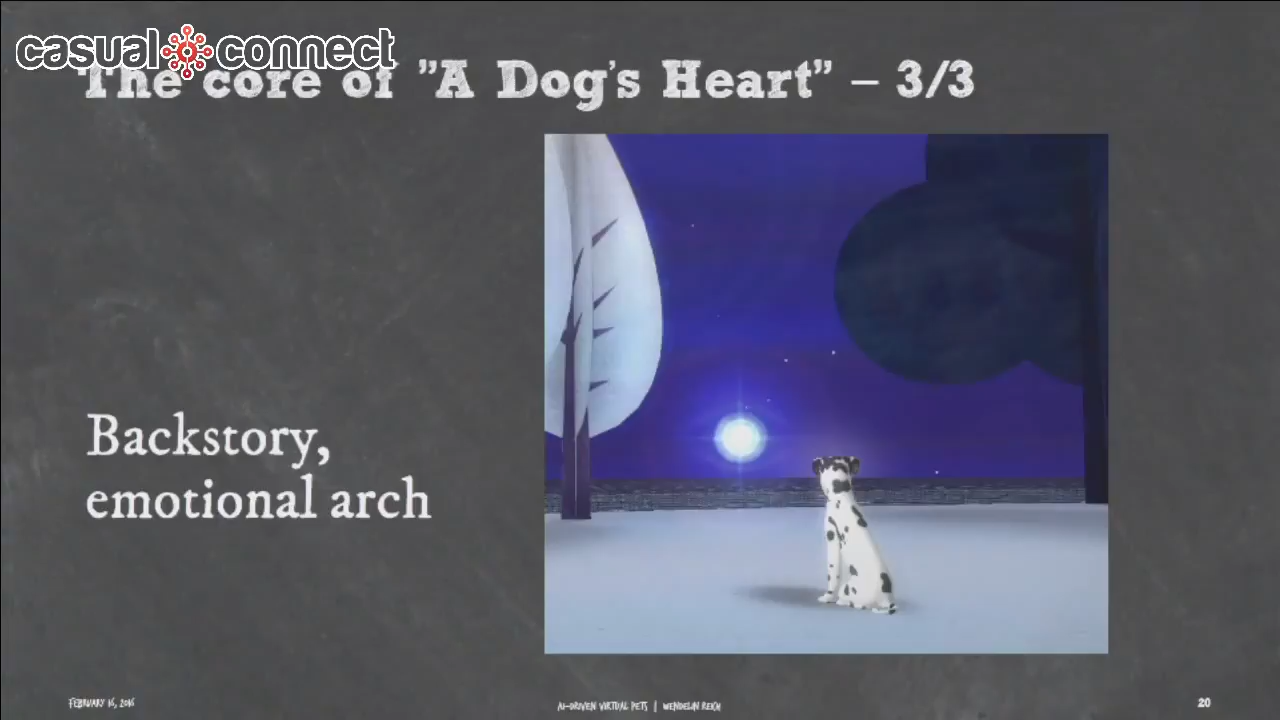 casual connect
The core of "A Dog's Heart" – 3/3
Backstory,
emotional arch
FEBRUARY 16, 2016
AI-DRIVEN VIRTUAL PETS | WENDELIN REICH
20